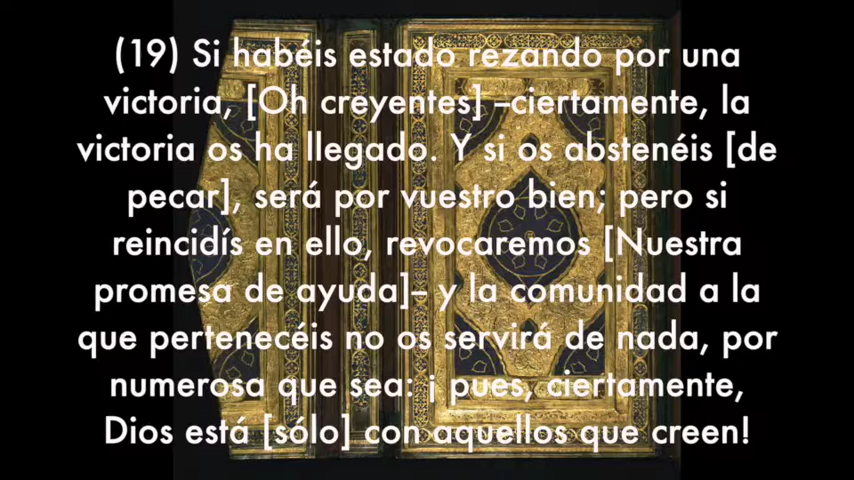 (19) Si habéis estado rezando por una
victoria, [Oh creyentes] –ciertamente, la
victoria os ha llegado. Y si os abstenéis [de
pecar], será por vuestro bien; pero si
reincidís en ello, revocaremos [Nuestra
promesa de ayuda]– y la comunidad a la
que pertenecéis no os servirá de nada, por
numerosa que sea: ¡ pues, ciertamente,
Dios está [sólo] con aquellos que creen!